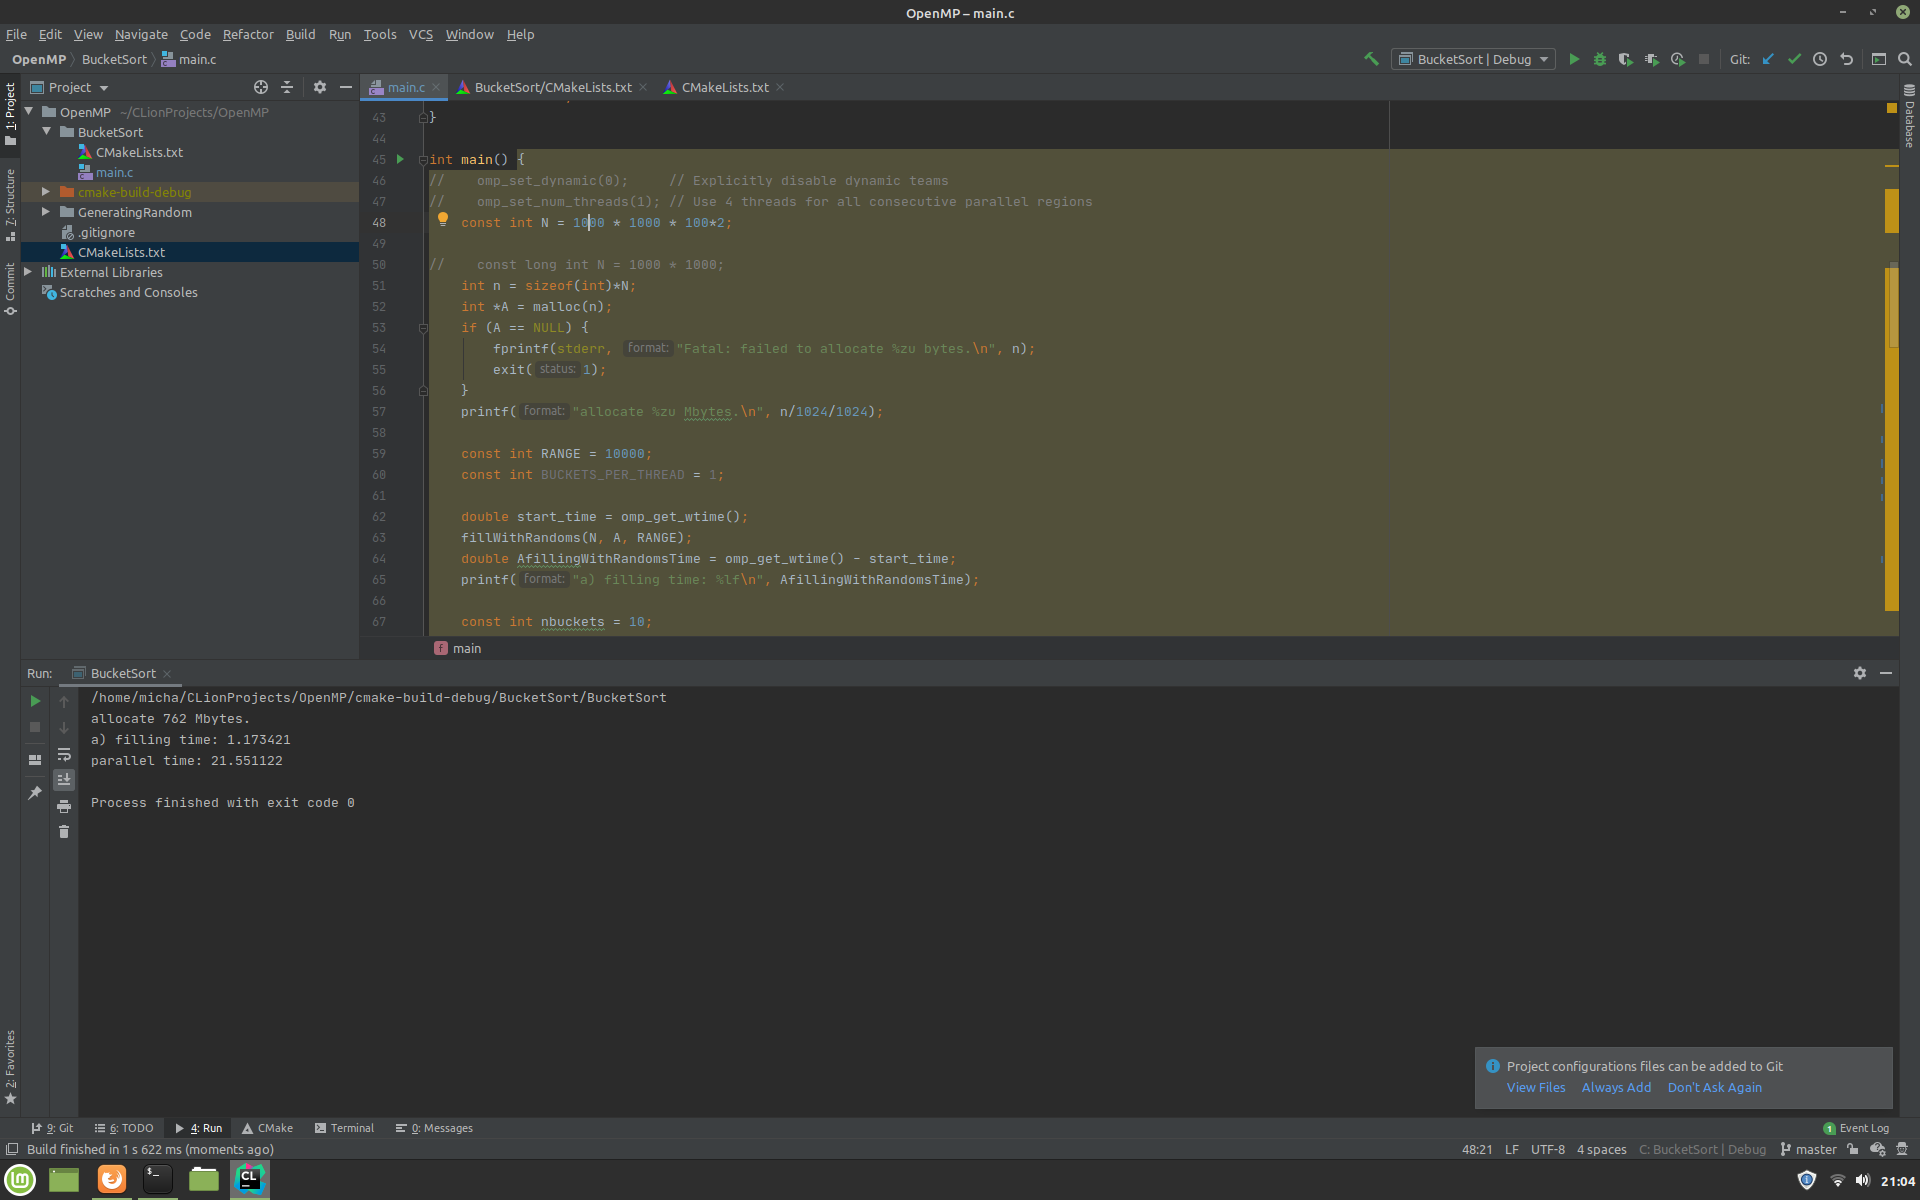 OpenMP – main.c
File Edit View Navigate Code Refactor Build Run Tools VCS Window Help
OpenMP BucketSort main.c BucketSort | Debug Git:
Project main.c BucketSort/CMakeLists.txt CMakeLists.txt
1: Project
7: Structure
Commit
2: Favorites
Database
OpenMP ~/CLionProjects/OpenMP
BucketSort
CMakeLists.txt
main.c
cmake-build-debug
GeneratingRandom
.gitignore
CMakeLists.txt
External Libraries
Scratches and Consoles
43 }
44
45 int main() {
46 // omp_set_dynamic(0); // Explicitly disable dynamic teams
47 // omp_set_num_threads(1); // Use 4 threads for all consecutive parallel regions
48 const int N = 1000 * 1000 * 100*2;
49
50 // const long int N = 1000 * 1000;
51 int n = sizeof(int)*N;
52 int *A = malloc(n);
53 if (A == NULL) {
54 fprintf(stderr, format: "Fatal: failed to allocate %zu bytes.\n", n);
55 exit( status: 1);
56 }
57 printf( format: "allocate %zu Mbytes.\n", n/1024/1024);
58
59 const int RANGE = 10000;
60 const int BUCKETS_PER_THREAD = 1;
61
62 double start_time = omp_get_wtime();
63 fillWithRandoms(N, A, RANGE);
64 double AfillingWithRandomsTime = omp_get_wtime() - start_time;
65 printf( format: "a) filling time: %lf\n", AfillingWithRandomsTime);
66
67 const int nbuckets = 10;
f main
Run: BucketSort
/home/micha/CLionProjects/OpenMP/cmake-build-debug/BucketSort/BucketSort
allocate 762 Mbytes.
a) filling time: 1.173421
parallel time: 21.551122
Process finished with exit code 0
Project configurations files can be added to Git
View Files Always Add Don't Ask Again
9: Git 6: TODO 4: Run CMake Terminal 0: Messages 1 Event Log
Build finished in 1 s 622 ms (moments ago) 48:21 LF UTF-8 4 spaces C: BucketSort | Debug master
CL 21:04